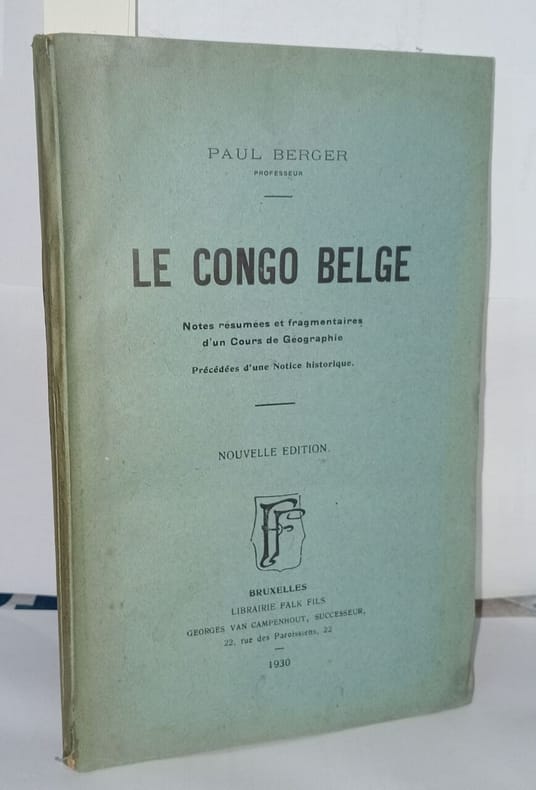 PAUL BERGER
PROFESSEUR
LE CONGO BELGE
Notes résumées et fragmentaires
d'un Cours de Géographie
Précédées d'une Notice historique.
NOUVELLE EDITION.
FF
BRUXELLES
LIBRAIRIE FALK FILS
GEORGES VAN CAMPENHOUT, SUCCESSEUR,
22, rue des Paroissiens, 22
1930